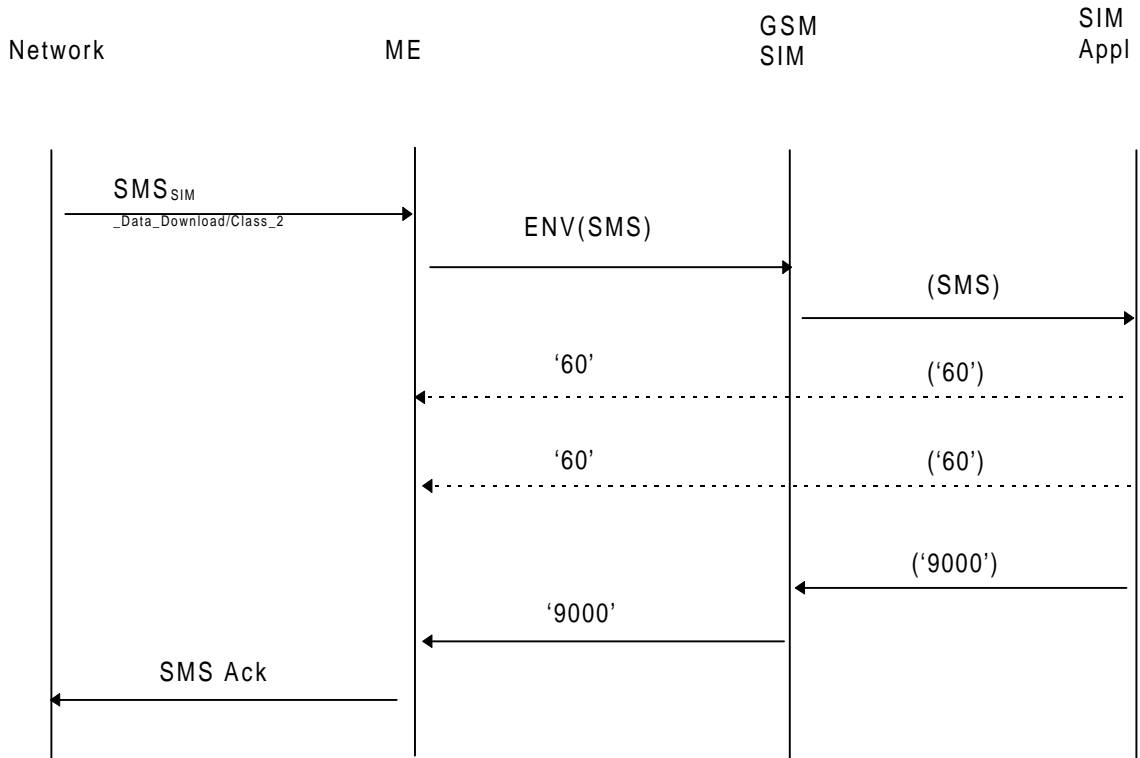 Network
ME
GSM
SIM
SIM
Appl
SMSSIM
_Data_Download/Class_2
ENV(SMS)
(SMS)
‘60’
(‘60’)
‘60’
(‘60’)
(‘9000’)
‘9000’
SMS Ack